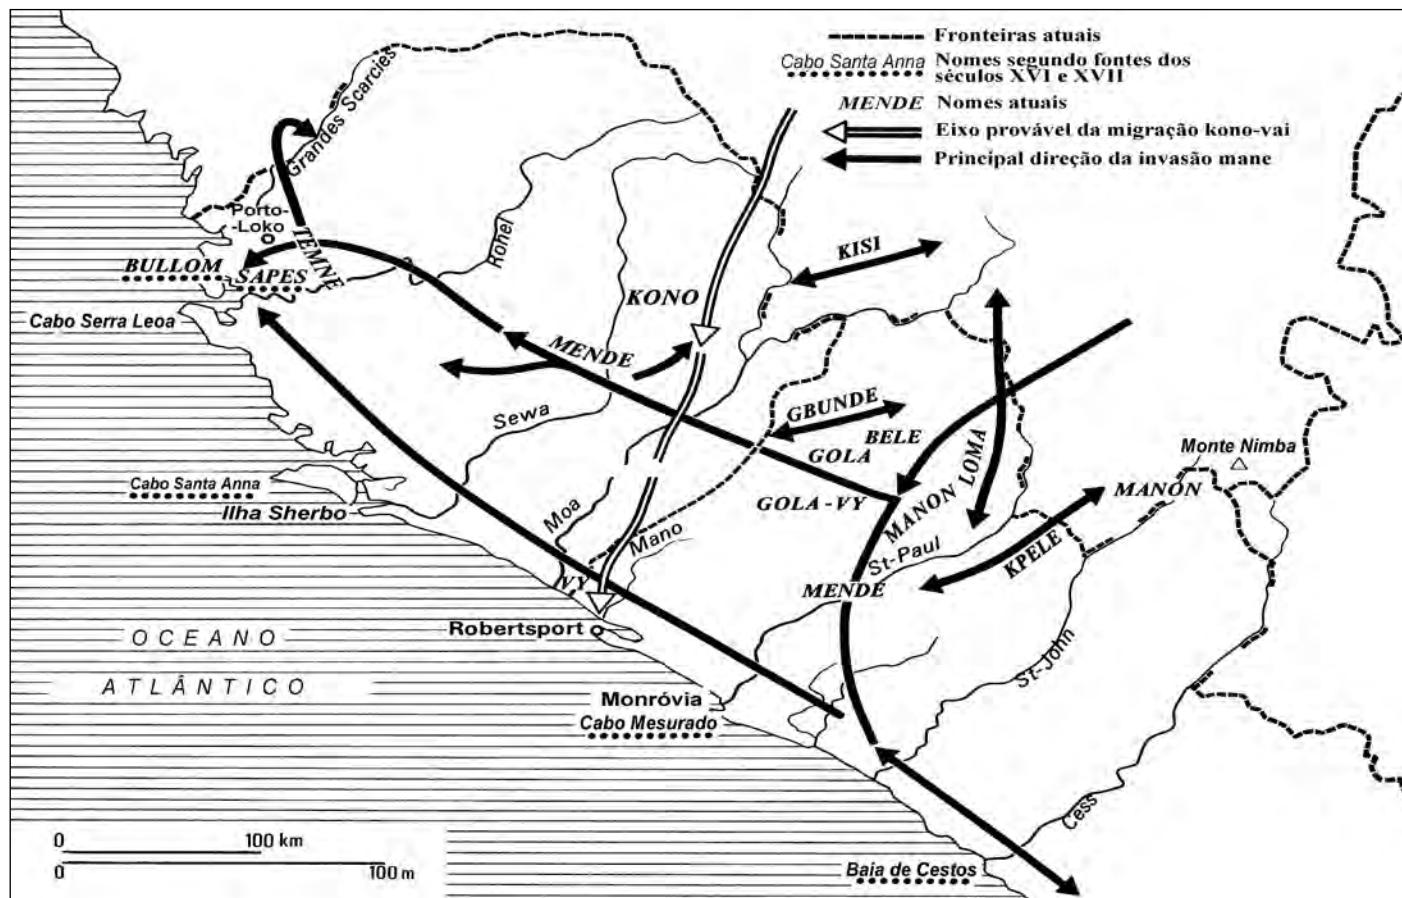 Fronteiras atuais
Cabo Santa Anna
Nomes segundo fontes dos
séculos XVI e XVII
MENDE
Nomes atuais
Eixo provável da migração kono-vai
Principal direção da invasão mane
Grandes Scarcies
Porto-
-Loko
TEMNE
BULLOM
SAPES
Cabo Serra Leoa
Rohel
KONO
KISI
MENDE
Sewa
GBUNDE
BELE
GOLA
GOLA-VY
MANON
LOMA
Monte Nimba
MANON
KPELE
St-Paul
MENDE
Cabo Santa Anna
Ilha Sherbo
Moa
Mano
VY
Robertsport
OCEANO
ATLÂNTICO
Monróvia
Cabo Mesurado
St-John
Cess
Baia de Cestos
0 100 km
0 100 m